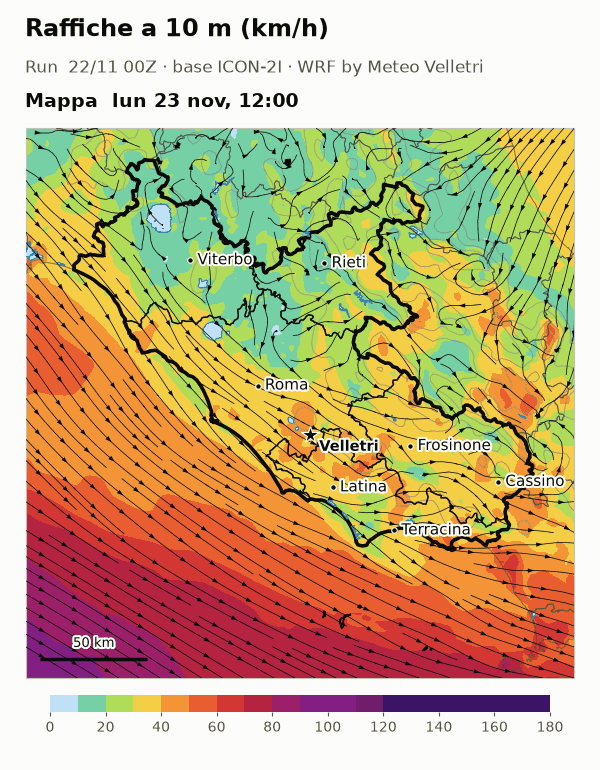 Raffiche a 10 m (km/h)
Run 22/11 00Z · base ICON-2I · WRF by Meteo Velletri
Mappa lun 23 nov, 12:00
Viterbo
Rieti
Roma
Velletri
Frosinone
Latina
Cassino
Terracina
50 km
0 20 40 60 80 100 120 140 160 180